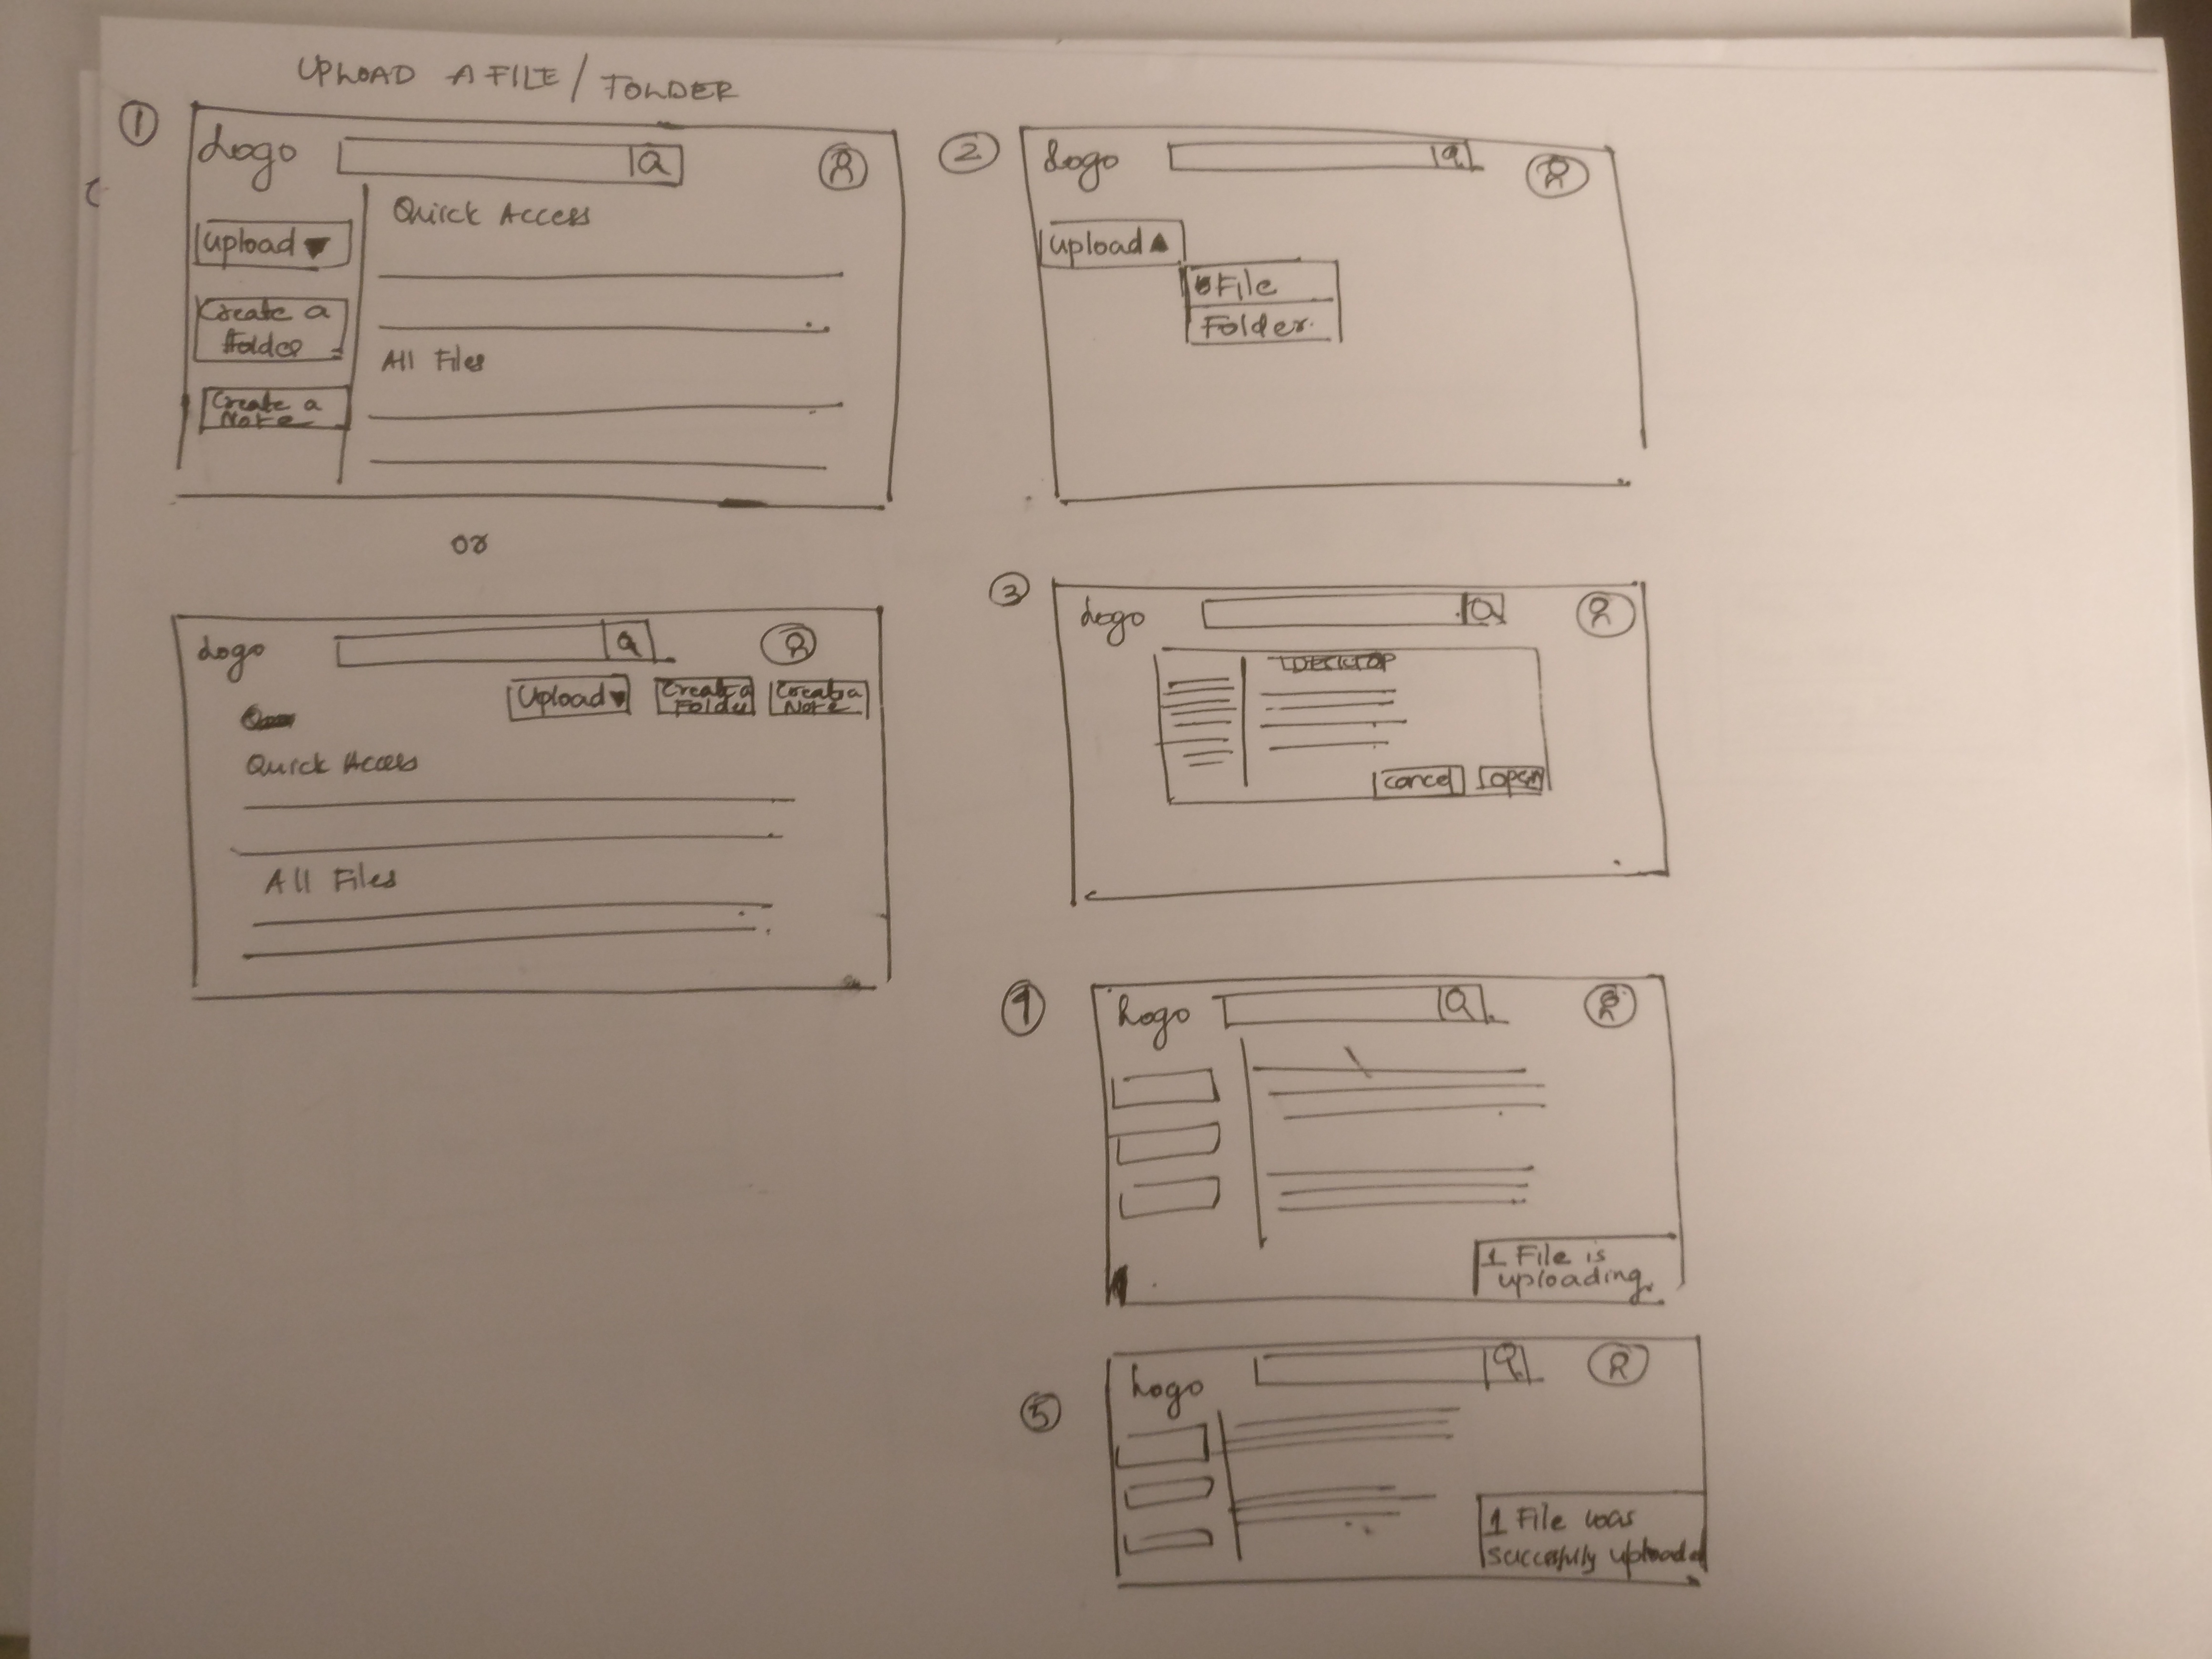 UPLOAD A FILE / FOLDER
1
Logo
Quick Access
Upload
Create a
folder
Create a
Note
All Files
or
Logo
Upload
Create a
Folder
Create a
Note
Quick Access
All Files
2
Logo
Upload
File
Folder
3
Logo
DESKTOP
Cancel
Open
4
Logo
1 File is
uploading
5
Logo
1 File was
succesfully uploaded